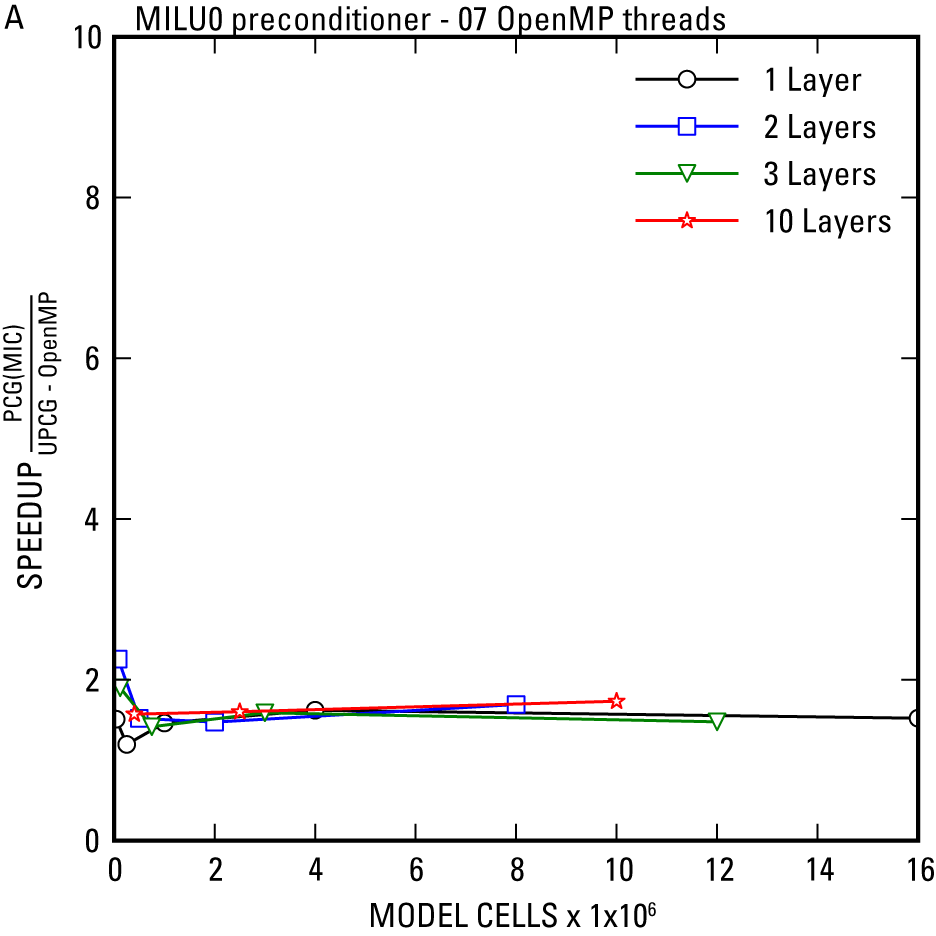 A
MILU0 preconditioner - 07 OpenMP threads
10
8
6
4
2
0
SPEEDUP PCG(MIC)
UPCG - OpenMP
1 Layer
2 Layers
3 Layers
10 Layers
0 2 4 6 8 10 12 14 16
MODEL CELLS x 1x10⁶